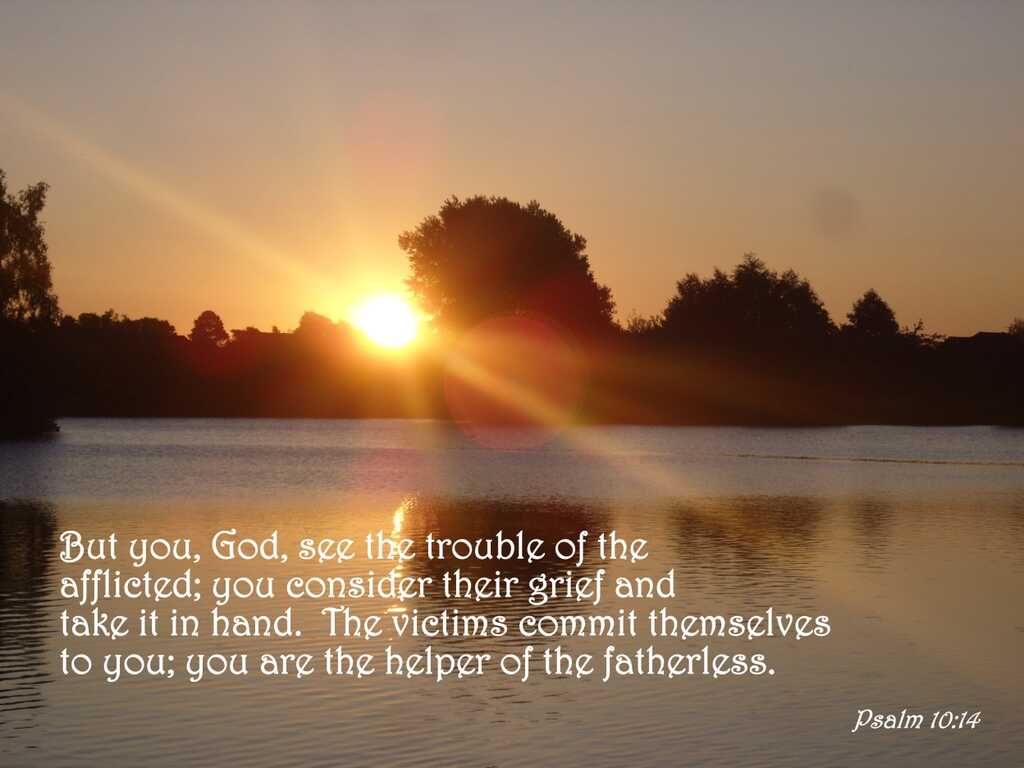 But you, God, see the trouble of the
afflicted; you consider their grief and
take it in hand. The victims commit themselves
to you; you are the helper of the fatherless.
Psalm 10:14